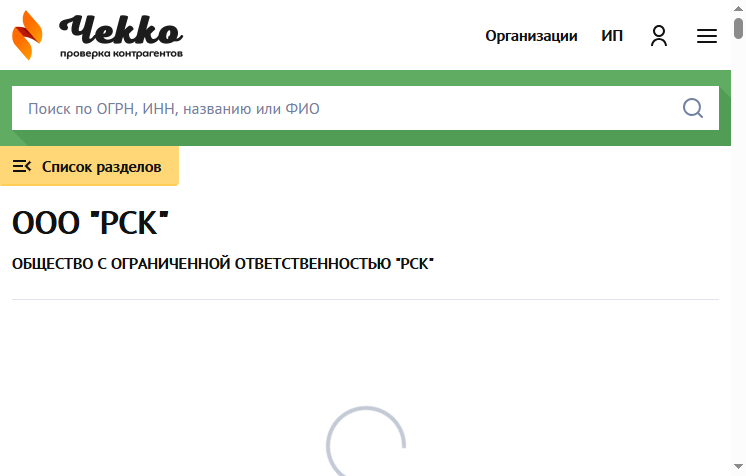 Чекко
проверка контрагентов
Организации
ИП
Поиск по ОГРН, ИНН, названию или ФИО
Список разделов
ООО "РСК"
ОБЩЕСТВО С ОГРАНИЧЕННОЙ ОТВЕТСТВЕННОСТЬЮ "РСК"